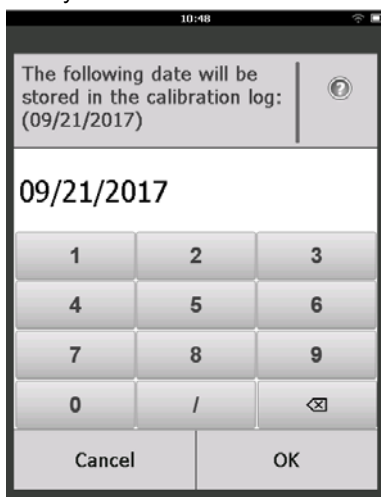 10:48
The following date will be
stored in the calibration log:
(09/21/2017)
?
09/21/2017
1 2 3
4 5 6
7 8 9
0 /
Cancel OK